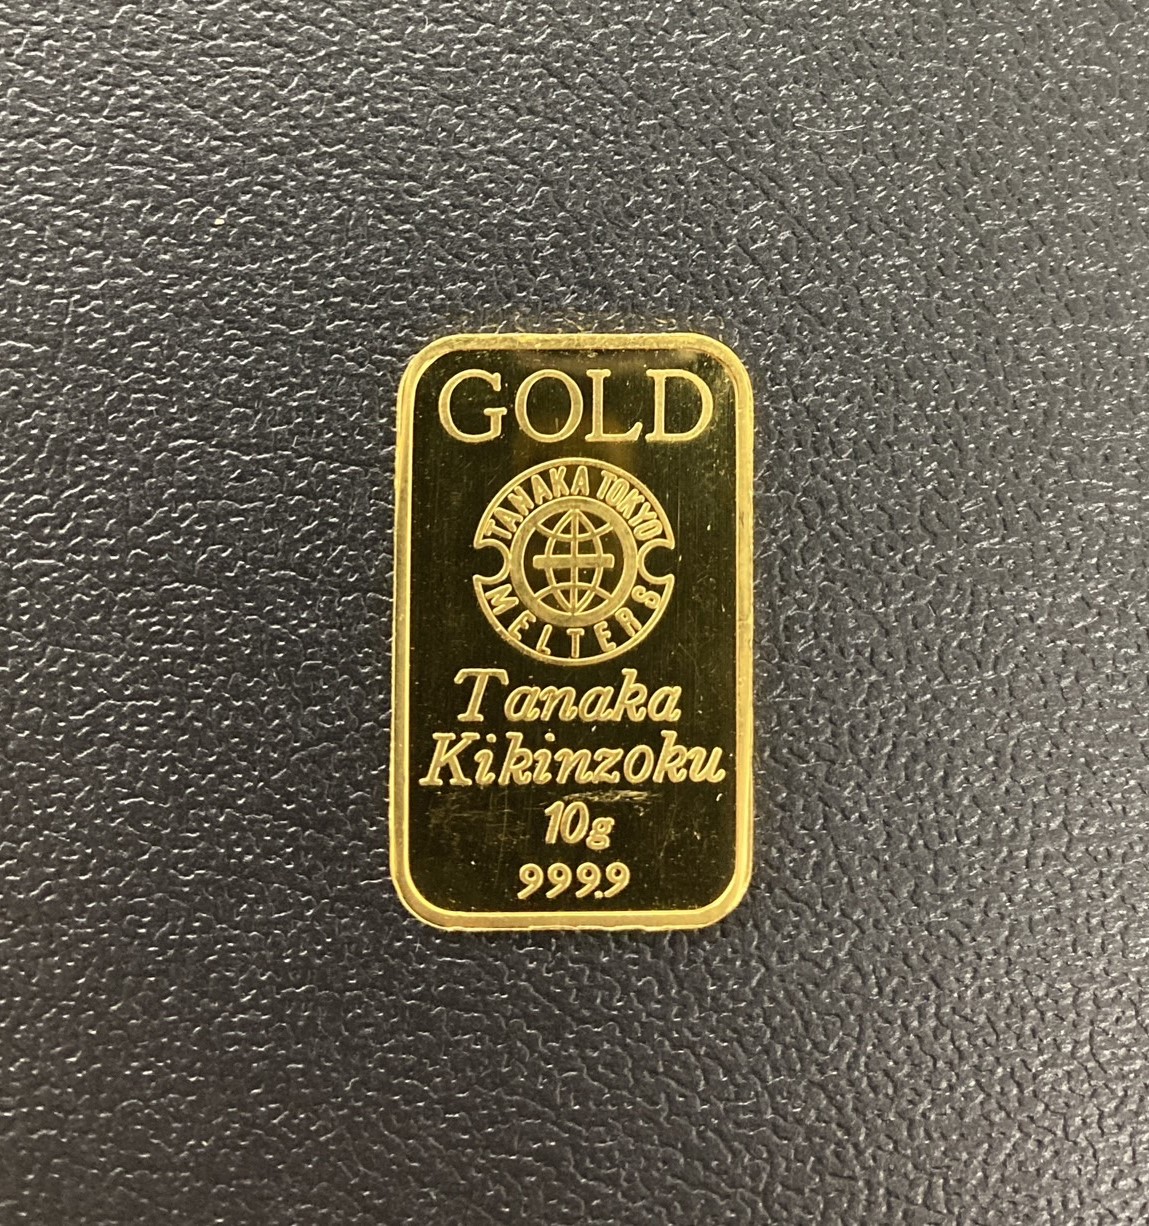 GOLD
TANAKA TOKYO
MELTERS
Tanaka
Kikinzoku
10g
999.9